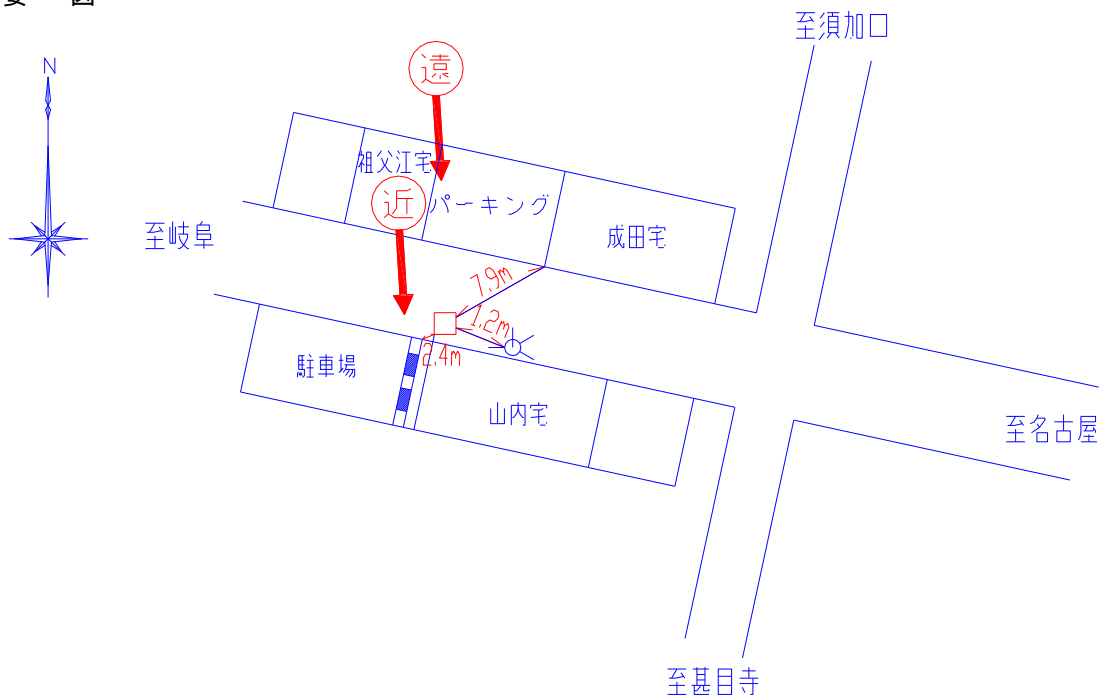 至須加口
N
遠
祖父江宅
近
パーキング
至岐阜
成田宅
7.9m
1.2m
2.4m
駐車場
山内宅
至名古屋
至甚目寺